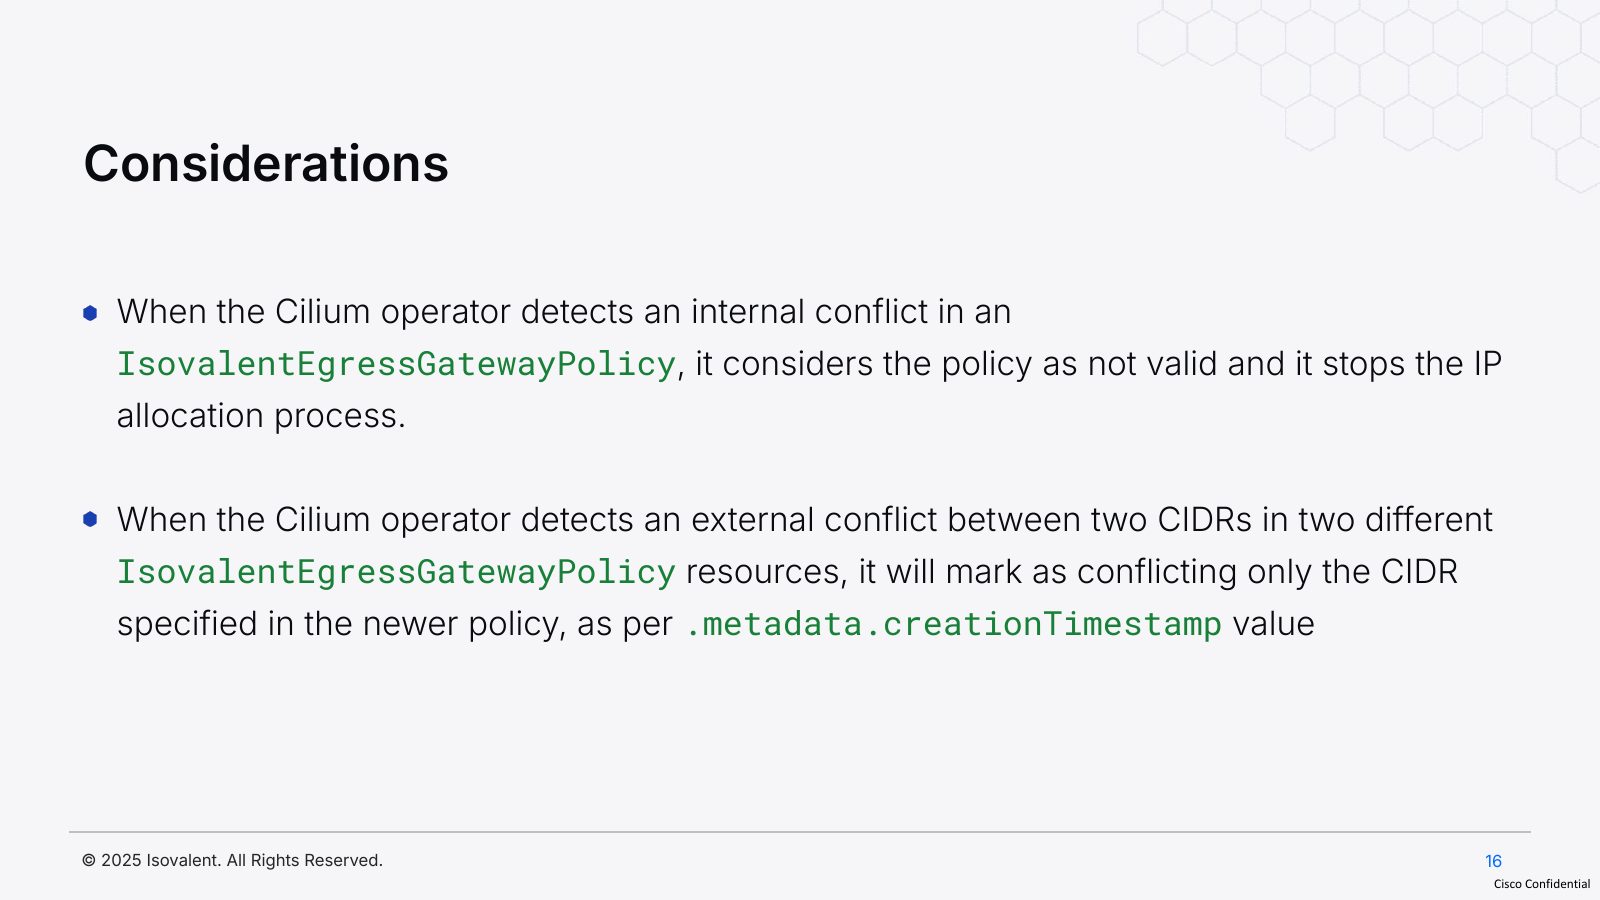 Considerations
When the Cilium operator detects an internal conflict in an
IsovalentEgressGatewayPolicy, it considers the policy as not valid and it stops the IP
allocation process.
When the Cilium operator detects an external conflict between two CIDRs in two different
IsovalentEgressGatewayPolicy resources, it will mark as conflicting only the CIDR
specified in the newer policy, as per .metadata.creationTimestamp value
© 2025 Isovalent. All Rights Reserved.
16
Cisco Confidential